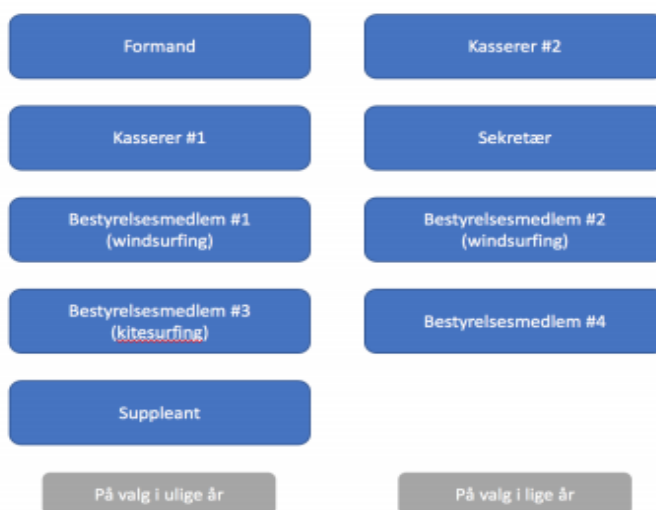 Formand
Kasserer #2
Kasserer #1
Sekretær
Bestyrelsesmedlem #1
(windsurfing)
Bestyrelsesmedlem #2
(windsurfing)
Bestyrelsesmedlem #3
(kitesurfing)
Bestyrelsesmedlem #4
Suppleant
På valg i ulige år
På valg i lige år